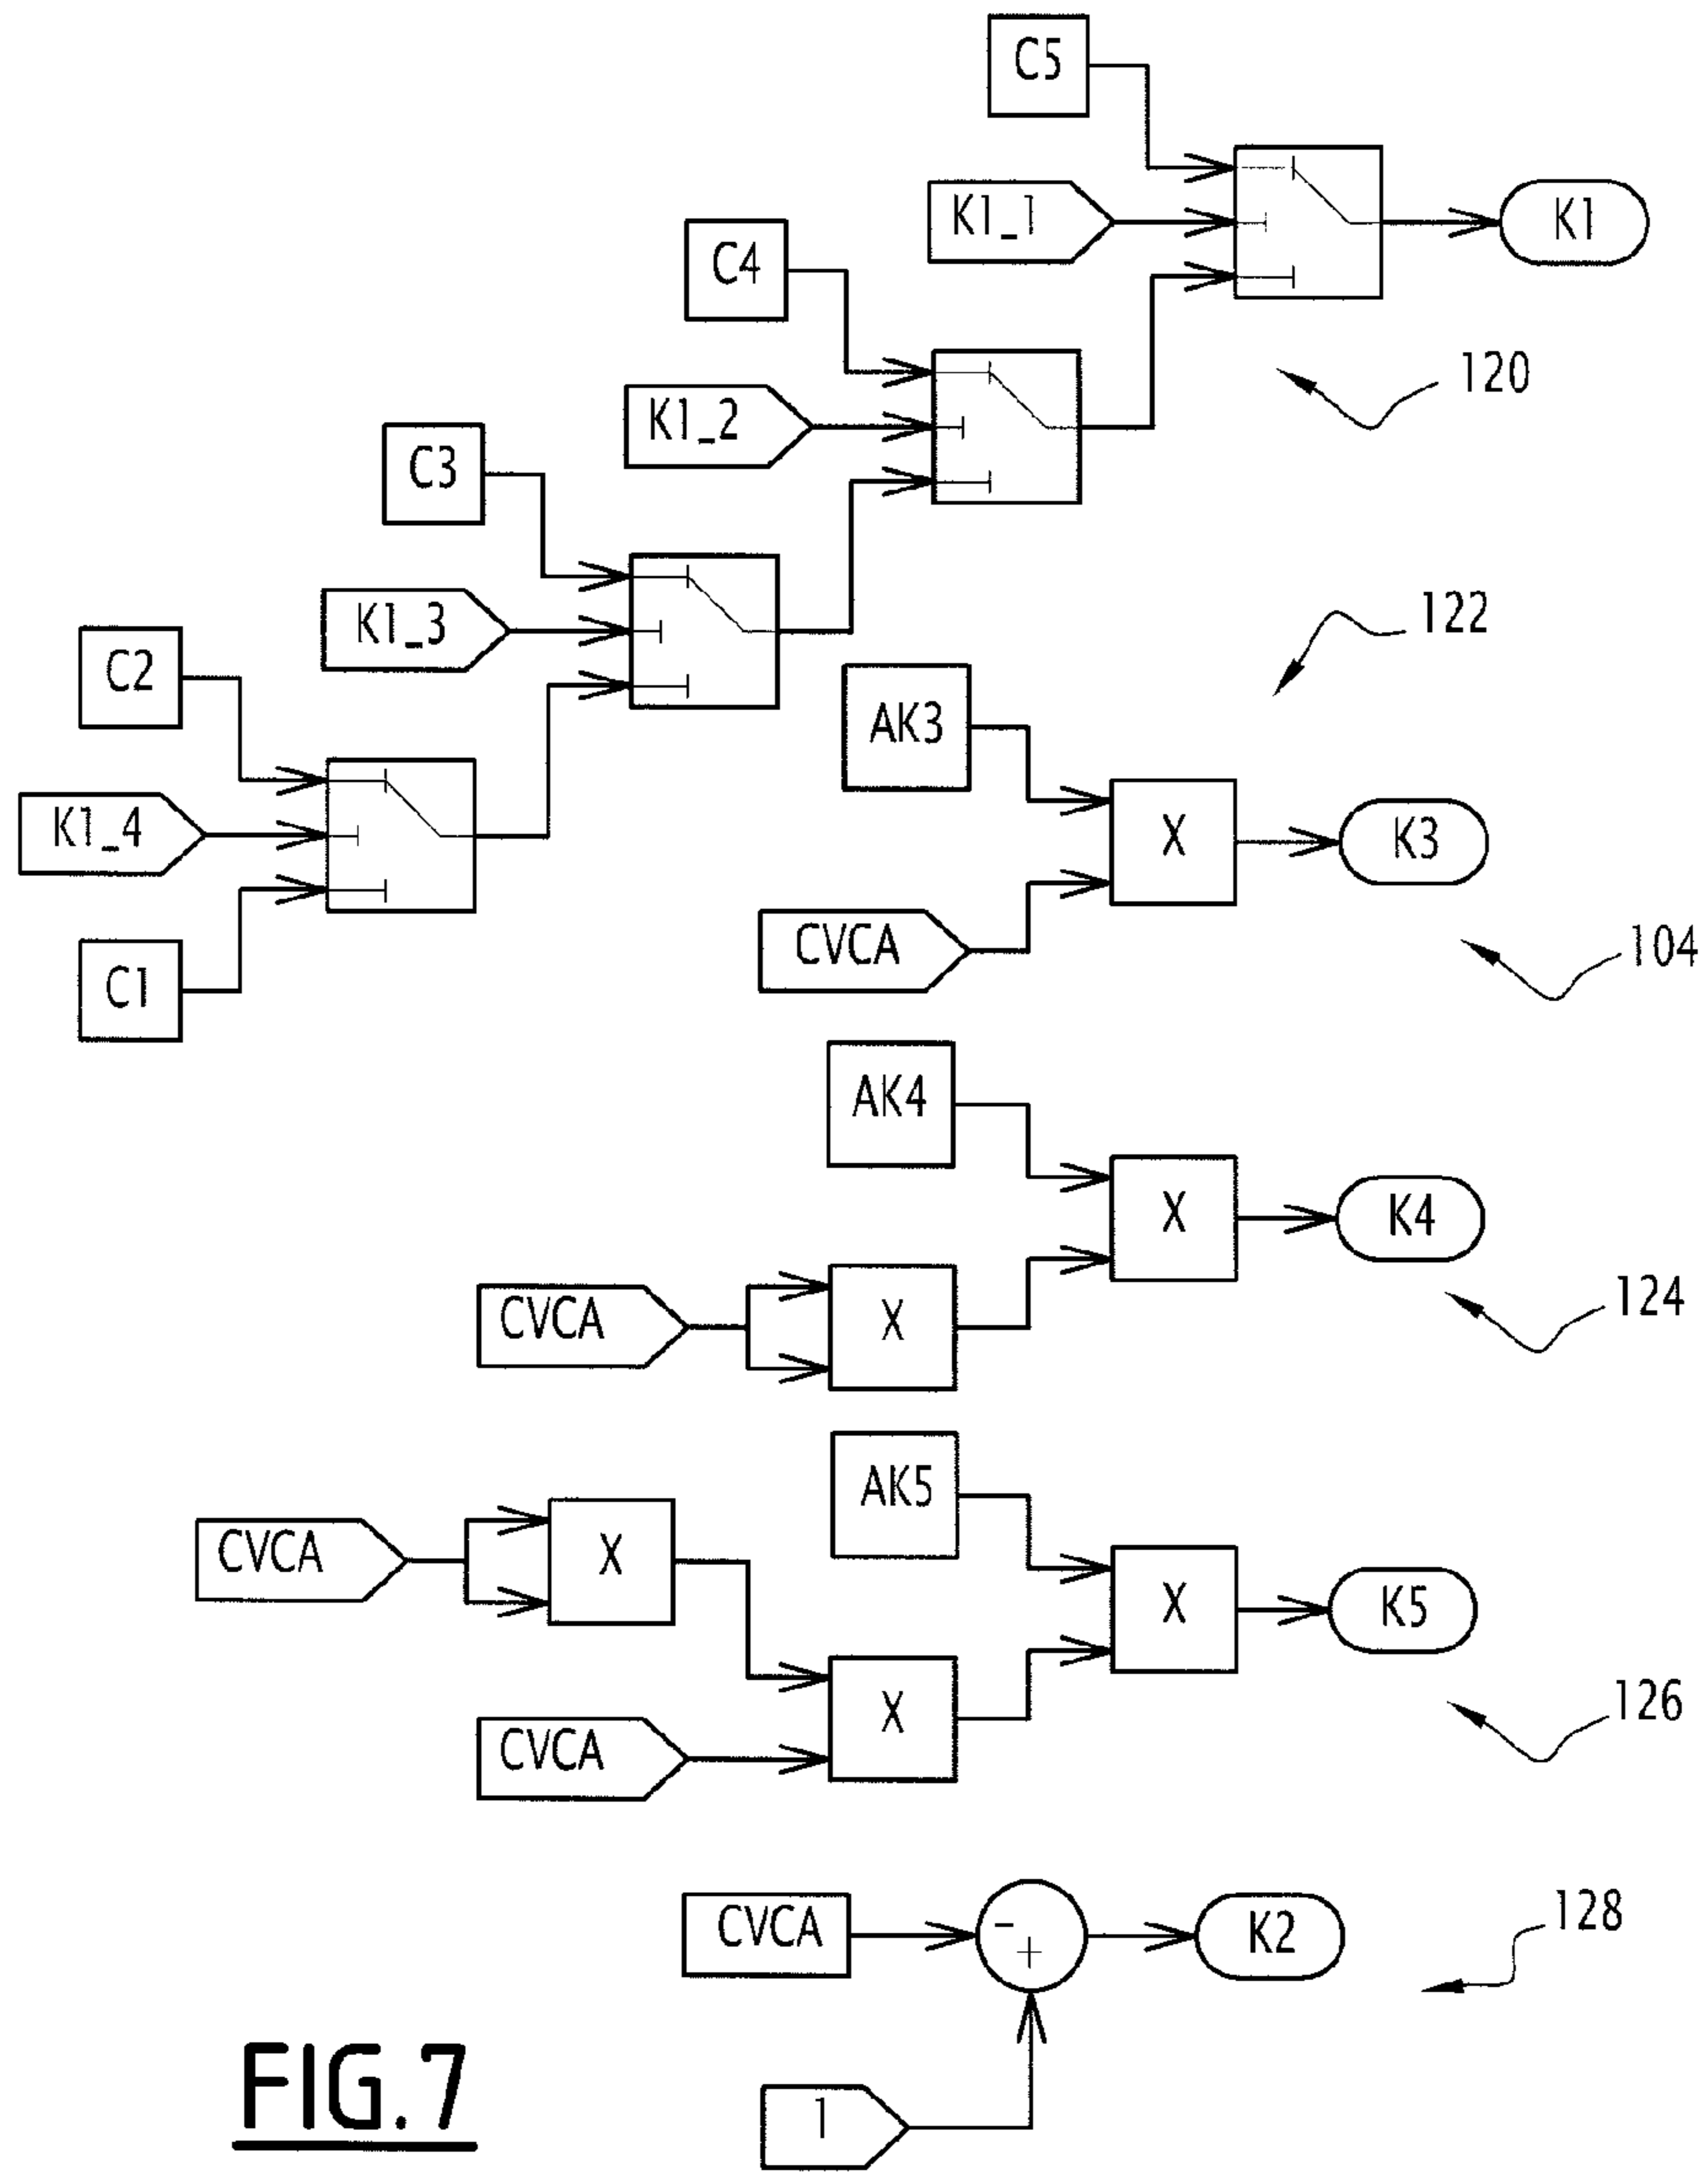 C5
K1_1
K1
C4
120
K1_2
C3
122
K1_3
C2
AK3
K1_4
X
K3
CVCA
104
C1
AK4
X
K4
124
CVCA
X
AK5
CVCA
X
X
K5
126
X
CVCA
128
CVCA
-
+
K2
FIG.7
1